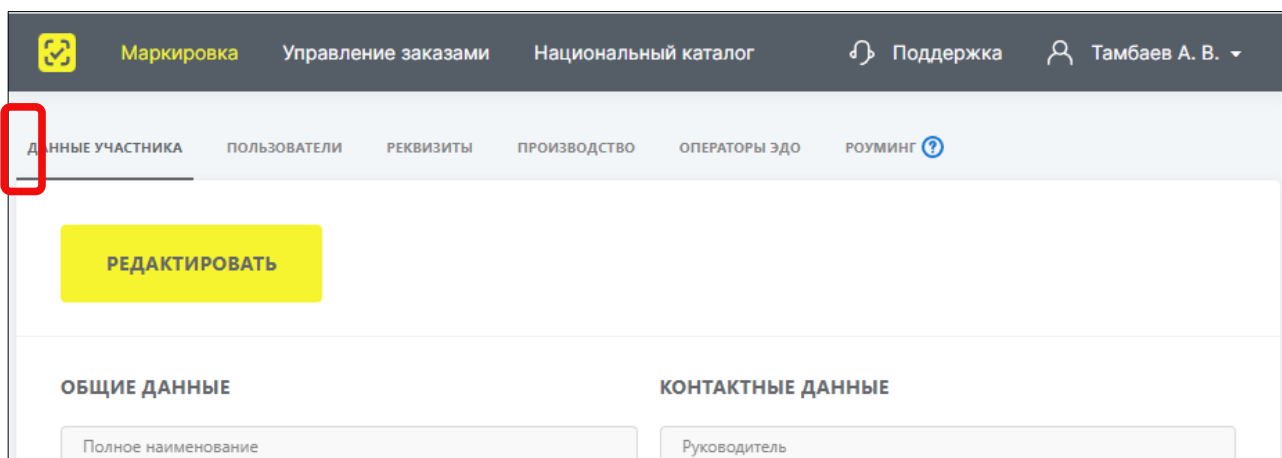 Маркировка Управление заказами Национальный каталог Поддержка Тамбаев А. В.
ДАННЫЕ УЧАСТНИКА ПОЛЬЗОВАТЕЛИ РЕКВИЗИТЫ ПРОИЗВОДСТВО ОПЕРАТОРЫ ЭДО РОУМИНГ ?
РЕДАКТИРОВАТЬ
ОБЩИЕ ДАННЫЕ КОНТАКТНЫЕ ДАННЫЕ
Полное наименование Руководитель